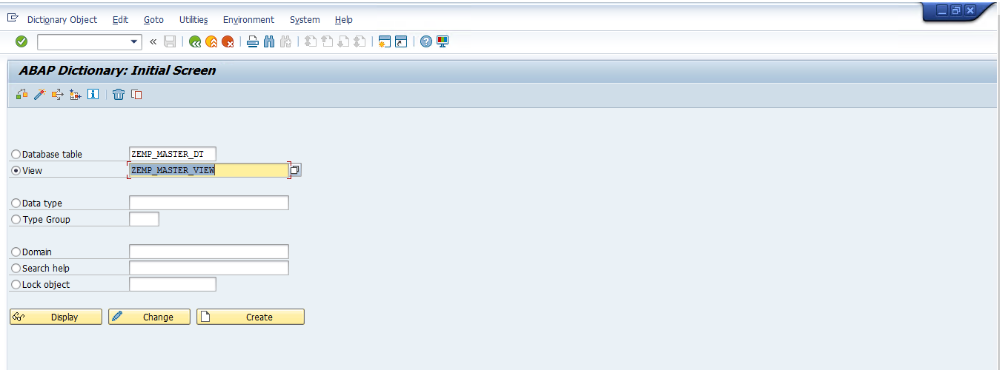 Dictionary Object Edit Goto Utilities Environment System Help
ABAP Dictionary: Initial Screen
Database table ZEMP_MASTER_DT
View ZEMP_MASTER_VIEW
Data type
Type Group
Domain
Search help
Lock object
Display Change Create